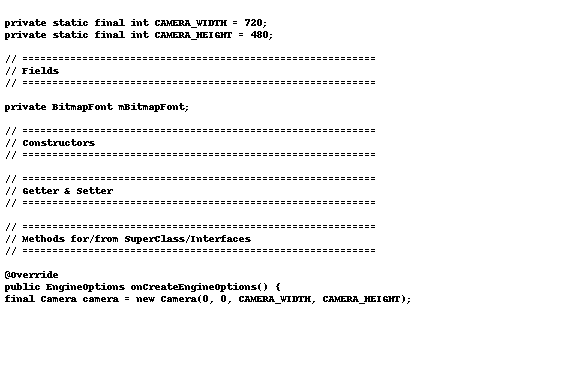 private static final int CAMERA_WIDTH = 720;
private static final int CAMERA_HEIGHT = 480;
// ===========================================================
// Fields
// ===========================================================
private BitmapFont mBitmapFont;
// ===========================================================
// Constructors
// ===========================================================
// ===========================================================
// Getter & Setter
// ===========================================================
// ===========================================================
// Methods for/from SuperClass/Interfaces
// ===========================================================
@Override
public EngineOptions onCreateEngineOptions() {
final Camera camera = new Camera(0, 0, CAMERA_WIDTH, CAMERA_HEIGHT);